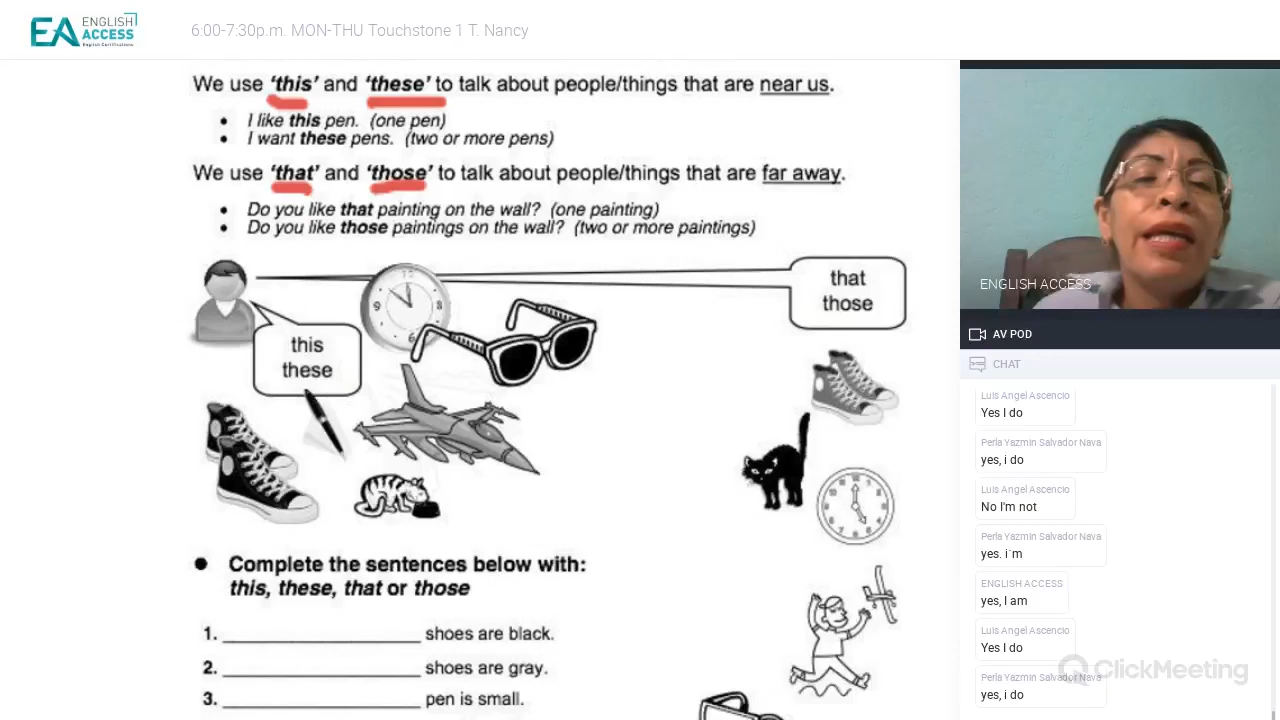 EA ENGLISH ACCESS
English Certifications
6:00-7:30p.m. MON-THU Touchstone 1 T. Nancy
We use 'this' and 'these' to talk about people/things that are near us.
• I like this pen. (one pen)
• I want these pens. (two or more pens)
We use 'that' and 'those' to talk about people/things that are far away.
• Do you like that painting on the wall? (one painting)
• Do you like those paintings on the wall? (two or more paintings)
that
those
this
these
● Complete the sentences below with:
this, these, that or those
1. ____________________ shoes are black.
2. ____________________ shoes are gray.
3. ____________________ pen is small.
ENGLISH ACCESS
AV POD
CHAT
Luis Angel Ascencio
Yes I do
Perla Yazmin Salvador Nava
yes, i do
Luis Angel Ascencio
No I'm not
Perla Yazmin Salvador Nava
yes. i¨m
ENGLISH ACCESS
yes, I am
Luis Angel Ascencio
Yes I do
Perla Yazmin Salvador Nava
yes, i do
ClickMeeting